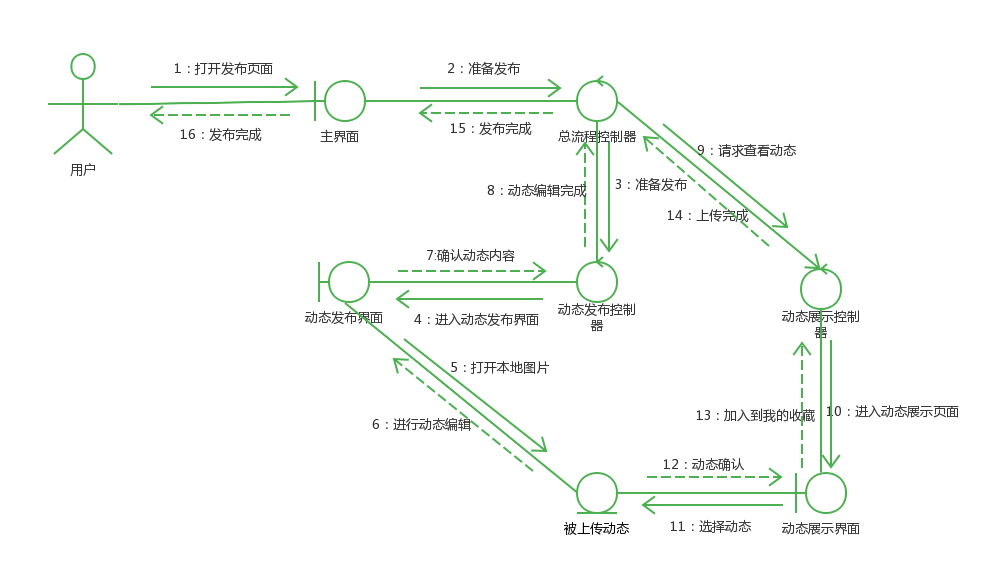 1：打开发布页面
2：准备发布
16：发布完成
15：发布完成
用户
主界面
总流程控制器
9：请求查看动态
8：动态编辑完成
3：准备发布
14：上传完成
7:确认动态内容
动态发布界面
4：进入动态发布界面
动态发布控制
器
动态展示控制
器
5：打开本地图片
6：进行动态编辑
13：加入到我的收藏
10：进入动态展示页面
12：动态确认
11：选择动态
被上传动态
动态展示界面